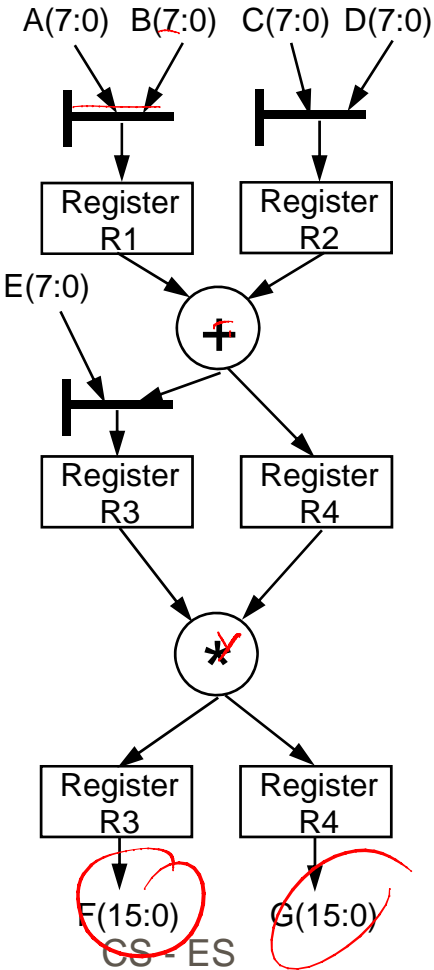 A(7:0) B(7:0) C(7:0) D(7:0)
Register R1
Register R2
E(7:0)
+
Register R3
Register R4
*
Register R3
Register R4
F(15:0) G(15:0)
CS - ES